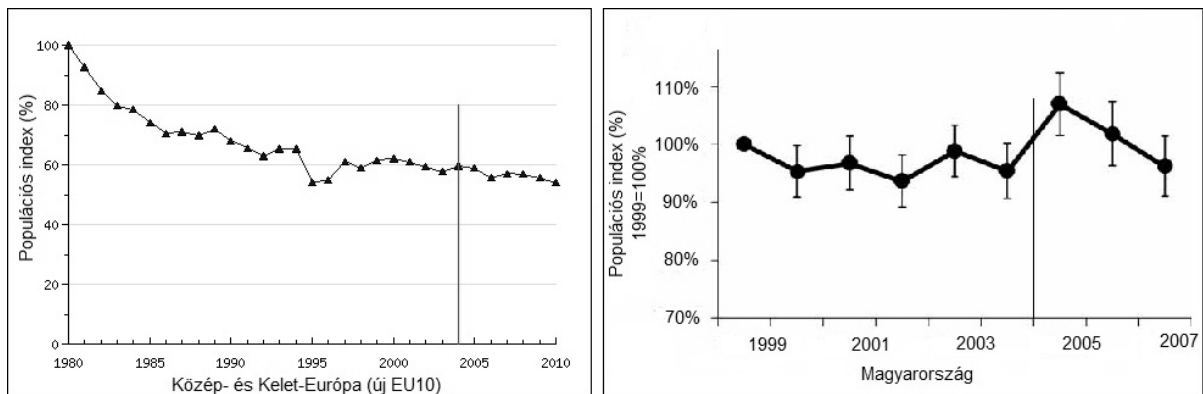 100
80
60
40
20
0
Populációs index (%)
1980 1985 1990 1995 2000 2005 2010
Közép- és Kelet-Európa (új EU10)
110%
100%
90%
80%
70%
Populációs index (%)
1999=100%
1999 2001 2003 2005 2007
Magyarország